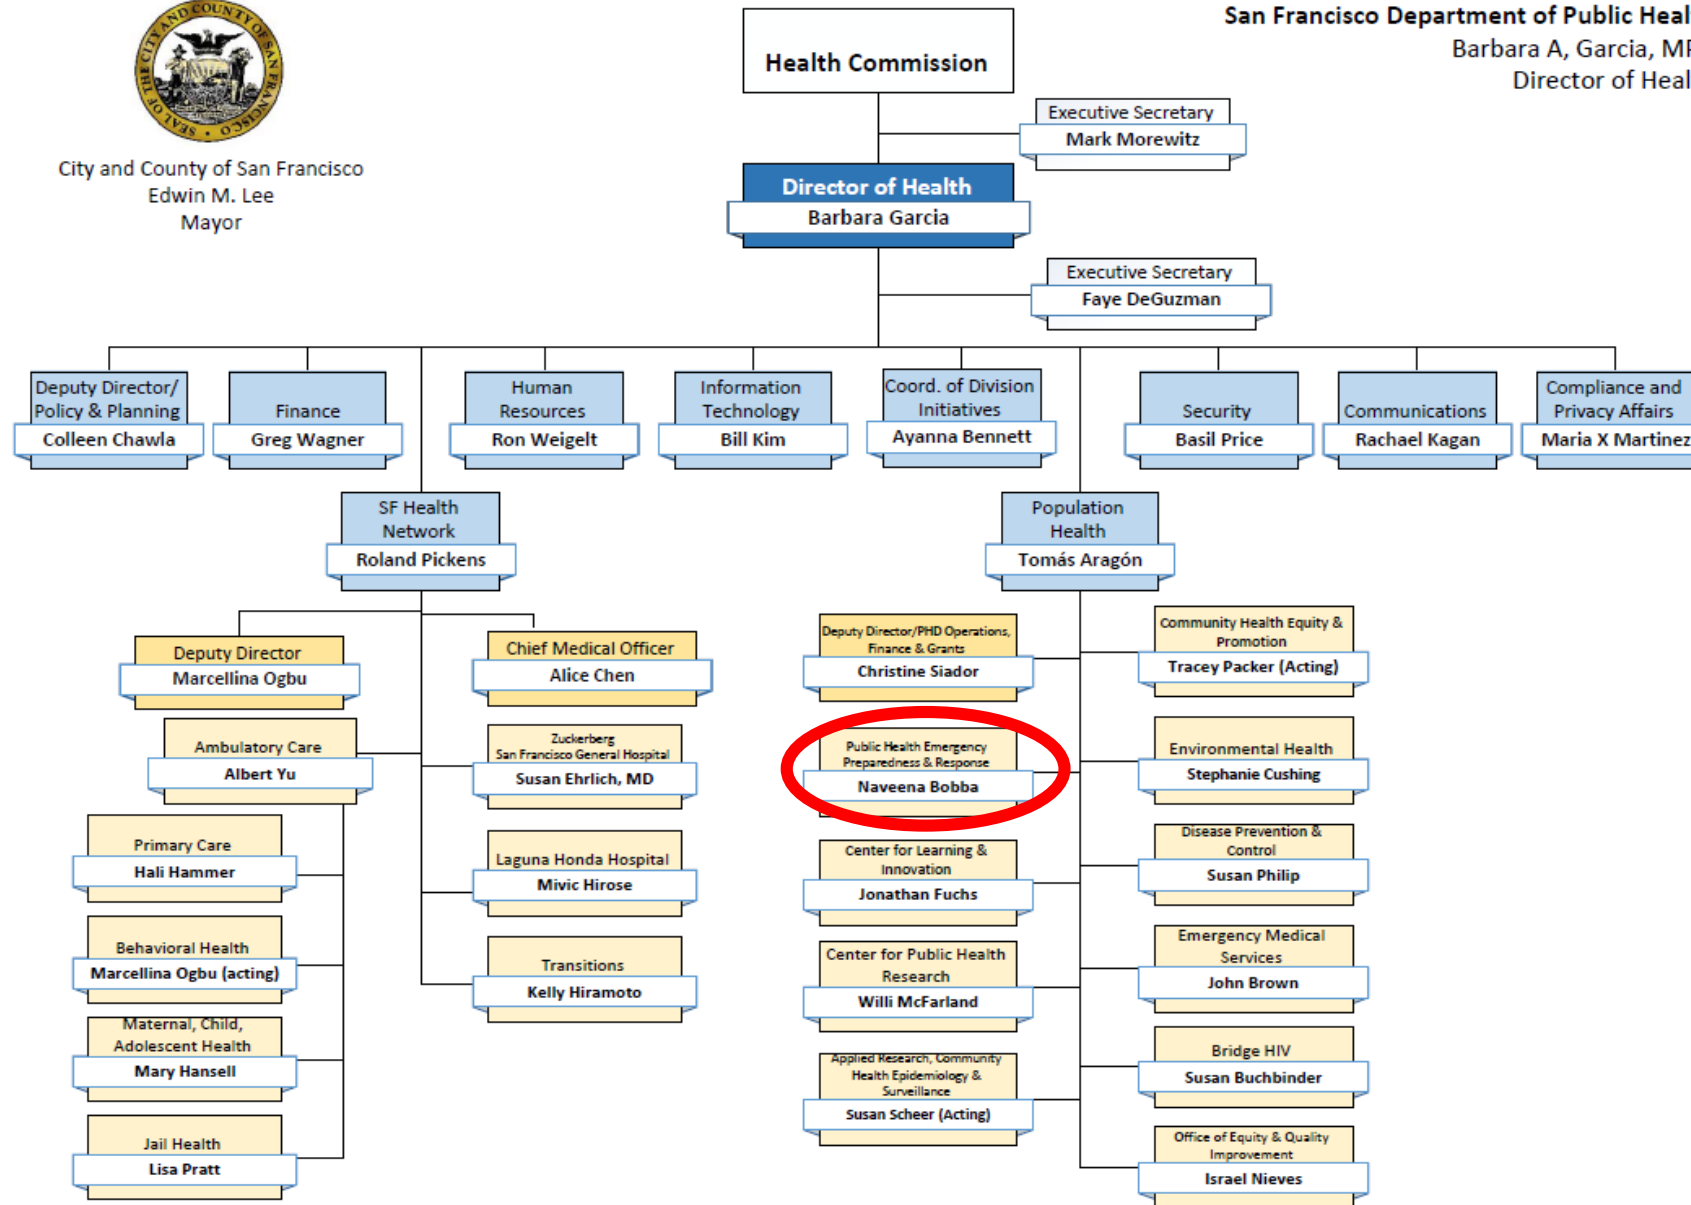 SEAL OF THE CITY AND COUNTY OF SAN FRANCISCO
City and County of San Francisco
Edwin M. Lee
Mayor
San Francisco Department of Public Heal
Barbara A, Garcia, MP
Director of Heal
Health Commission
Executive Secretary
Mark Morewitz
Director of Health
Barbara Garcia
Executive Secretary
Faye DeGuzman
Deputy Director/
Policy & Planning
Colleen Chawla
Finance
Greg Wagner
Human
Resources
Ron Weigelt
Information
Technology
Bill Kim
Coord. of Division
Initiatives
Ayanna Bennett
Security
Basil Price
Communications
Rachael Kagan
Compliance and
Privacy Affairs
Maria X Martinez
SF Health
Network
Roland Pickens
Population
Health
Tomás Aragón
Deputy Director
Marcellina Ogbu
Chief Medical Officer
Alice Chen
Ambulatory Care
Albert Yu
Zuckerberg
San Francisco General Hospital
Susan Ehrlich, MD
Primary Care
Hali Hammer
Laguna Honda Hospital
Mivic Hirose
Behavioral Health
Marcellina Ogbu (acting)
Transitions
Kelly Hiramoto
Maternal, Child,
Adolescent Health
Mary Hansell
Jail Health
Lisa Pratt
Deputy Director/PHD Operations,
Finance & Grants
Christine Siador
Community Health Equity &
Promotion
Tracey Packer (Acting)
Public Health Emergency
Preparedness & Response
Naveena Bobba
Environmental Health
Stephanie Cushing
Center for Learning &
Innovation
Jonathan Fuchs
Disease Prevention &
Control
Susan Philip
Center for Public Health
Research
Willi McFarland
Emergency Medical
Services
John Brown
Applied Research, Community
Health Epidemiology &
Surveillance
Susan Scheer (Acting)
Bridge HIV
Susan Buchbinder
Office of Equity & Quality
Improvement
Israel Nieves